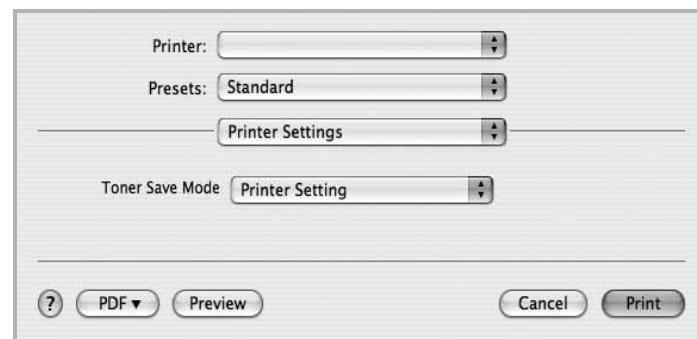 Printer:
Presets: Standard
Printer Settings
Toner Save Mode Printer Setting
? PDF▼ Preview Cancel Print